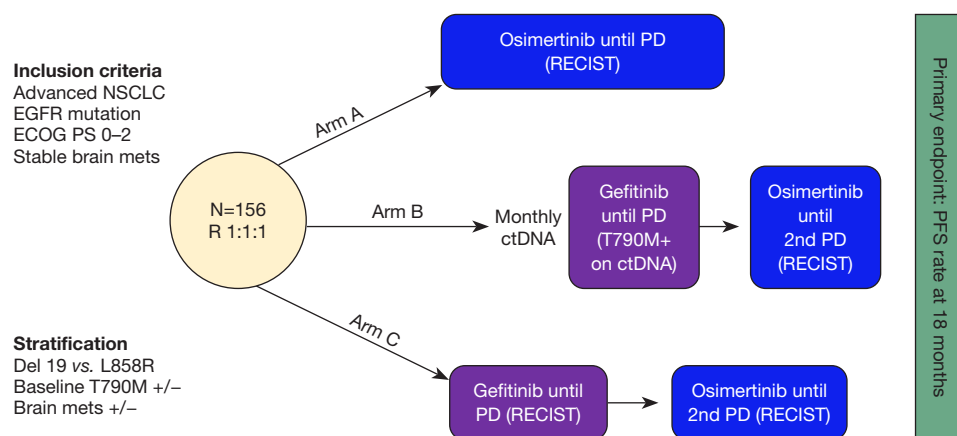 Inclusion criteria
Advanced NSCLC
EGFR mutation
ECOG PS 0–2
Stable brain mets
N=156
R 1:1:1
Stratification
Del 19 vs. L858R
Baseline T790M +/–
Brain mets +/–
Arm A
Osimertinib until PD
(RECIST)
Arm B
Monthly
ctDNA
Gefitinib
until PD
(T790M+
on ctDNA)
Osimertinib
until
2nd PD
(RECIST)
Arm C
Gefitinib until
PD (RECIST)
Osimertinib until
2nd PD (RECIST)
Primary endpoint: PFS rate at 18 months